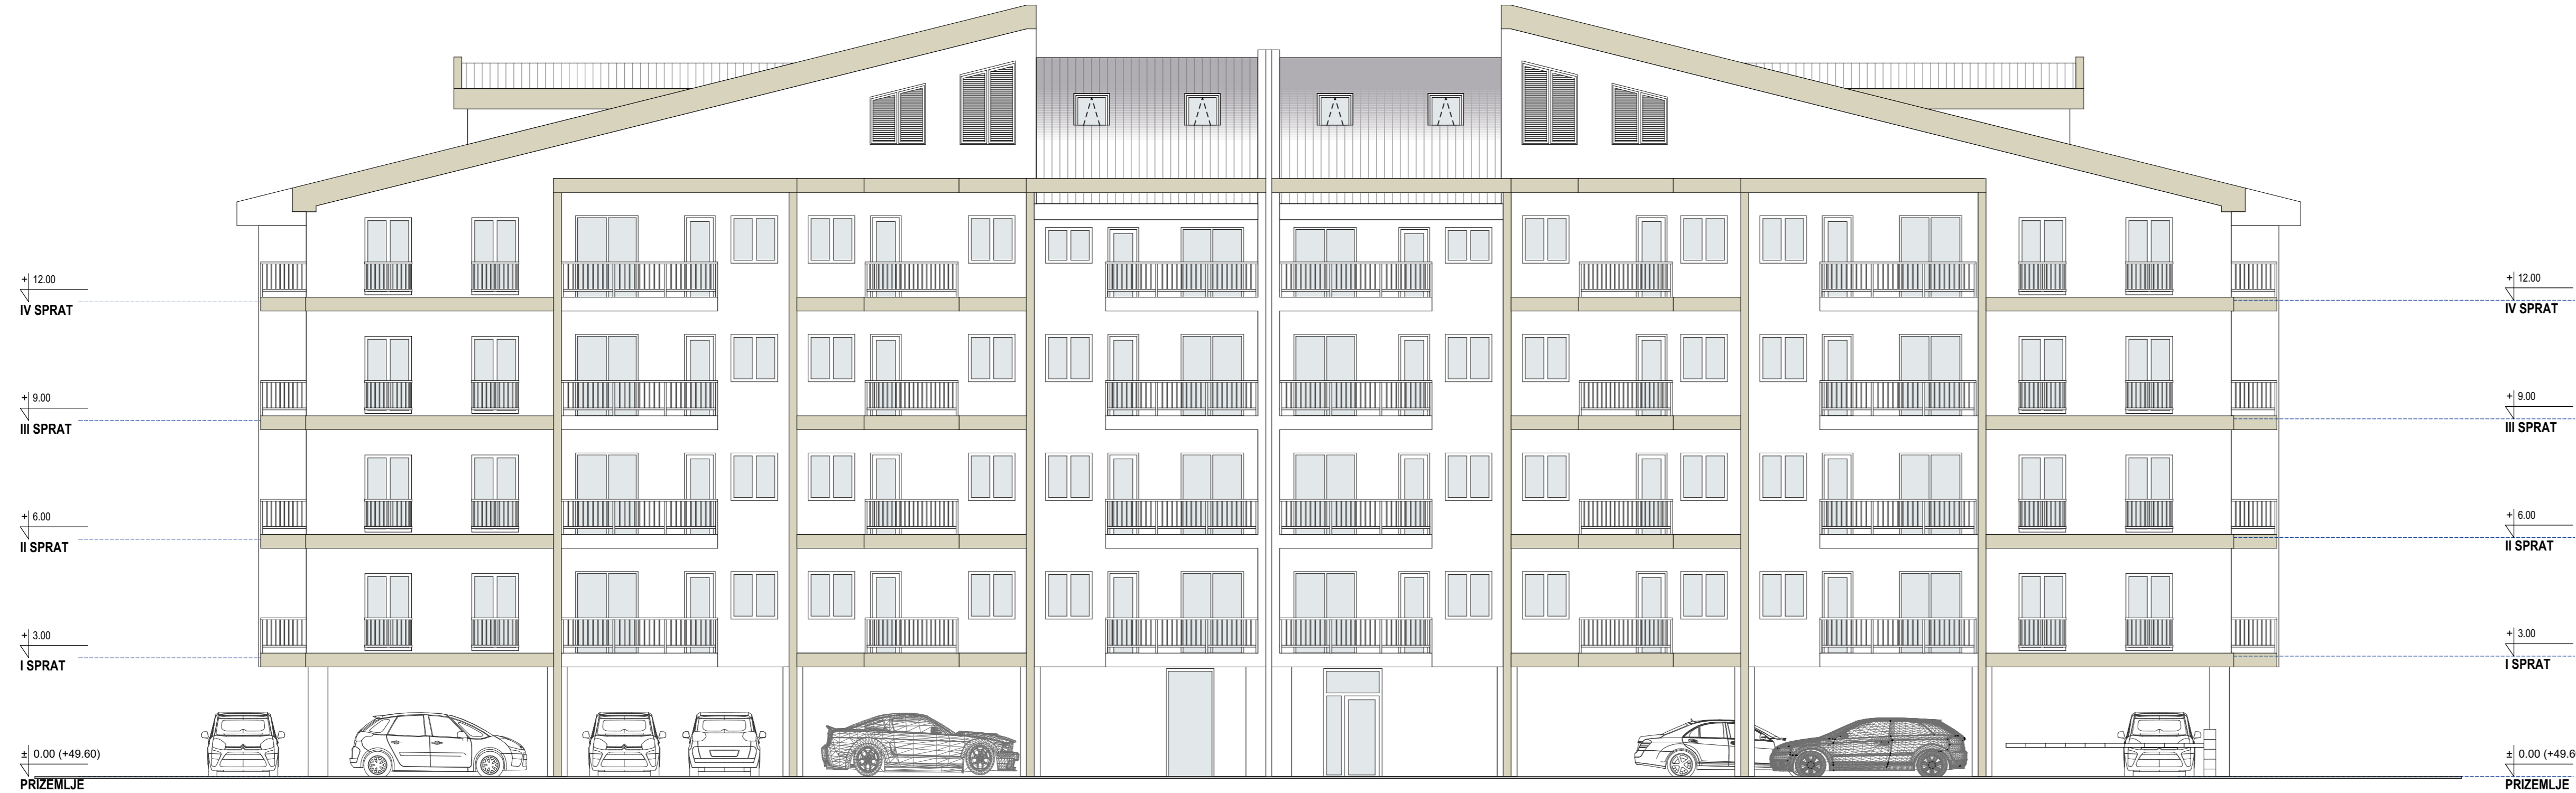 + 12.00
IV SPRAT
+ 9.00
III SPRAT
+ 6.00
II SPRAT
+ 3.00
I SPRAT
± 0.00 (+49.60)
PRIZEMLJE
+ 12.00
IV SPRAT
+ 9.00
III SPRAT
+ 6.00
II SPRAT
+ 3.00
I SPRAT
± 0.00 (+49.6
PRIZEMLJE